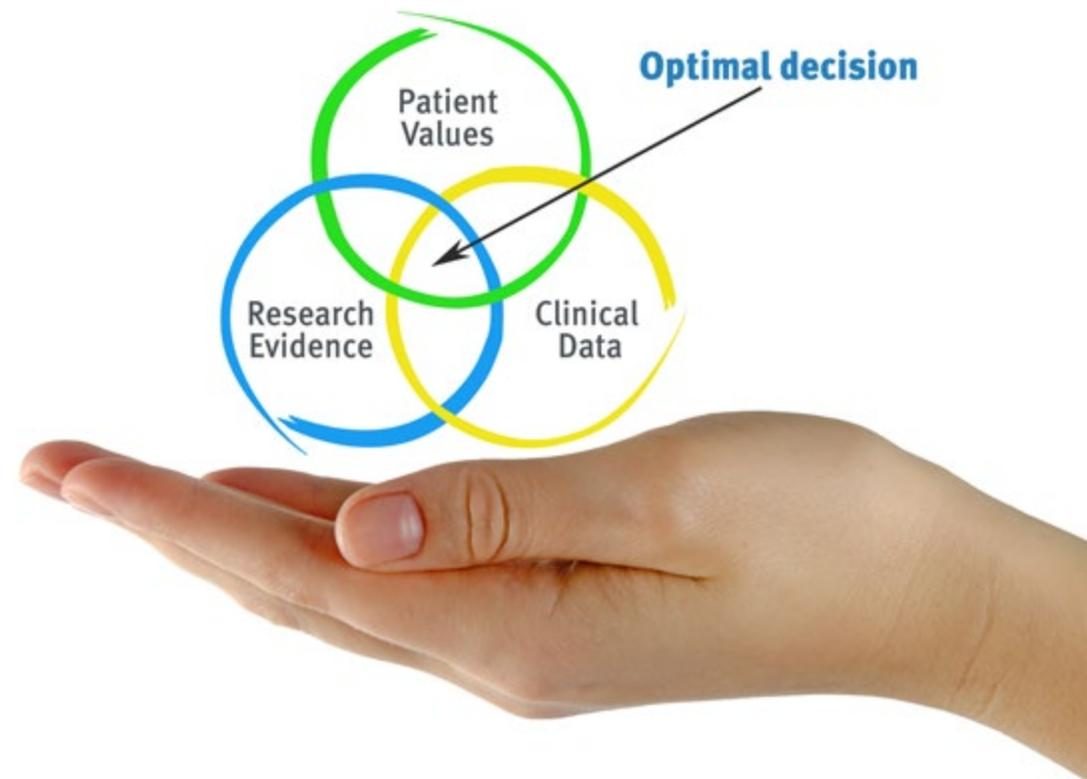 Optimal decision
Patient
Values
Research
Evidence
Clinical
Data